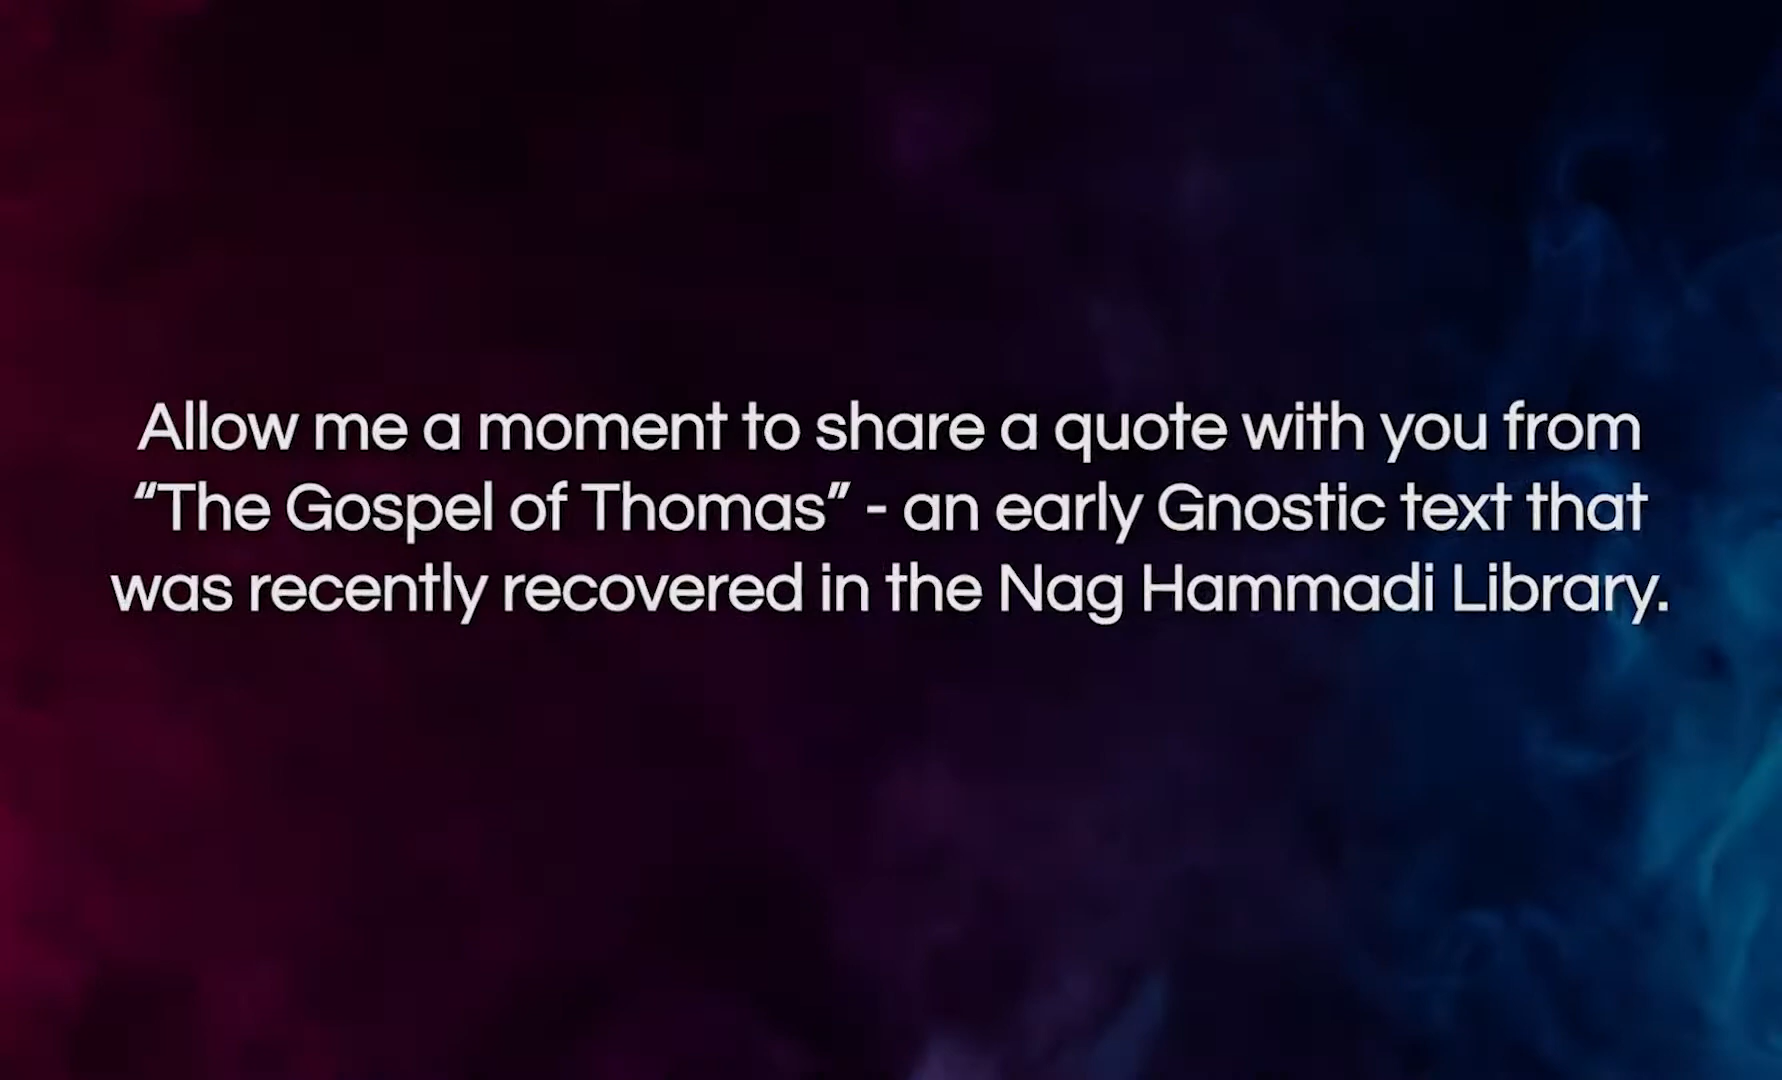 Allow me a moment to share a quote with you from
“The Gospel of Thomas” - an early Gnostic text that
was recently recovered in the Nag Hammadi Library.